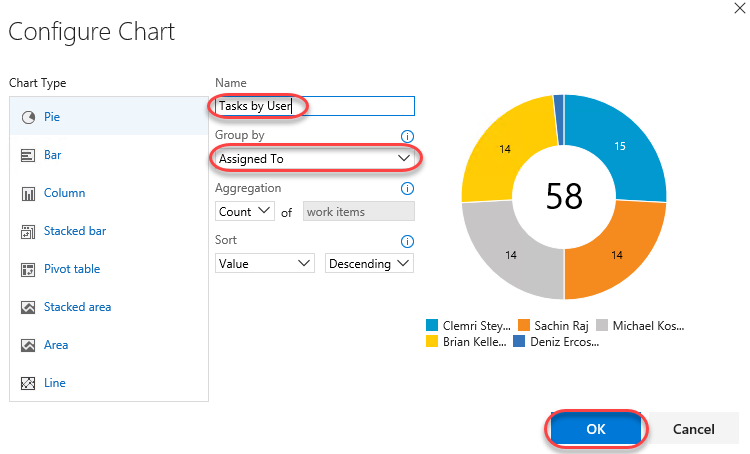 Configure Chart
Chart Type
Pie
Bar
Column
Stacked bar
Pivot table
Stacked area
Area
Line
Name
Tasks by User
Group by
Assigned To
Aggregation
Count of work items
Sort
Value Descending
15
14
14
14
58
Clemri Stey... Sachin Raj Michael Kos...
Brian Kelle... Deniz Ercos...
OK Cancel